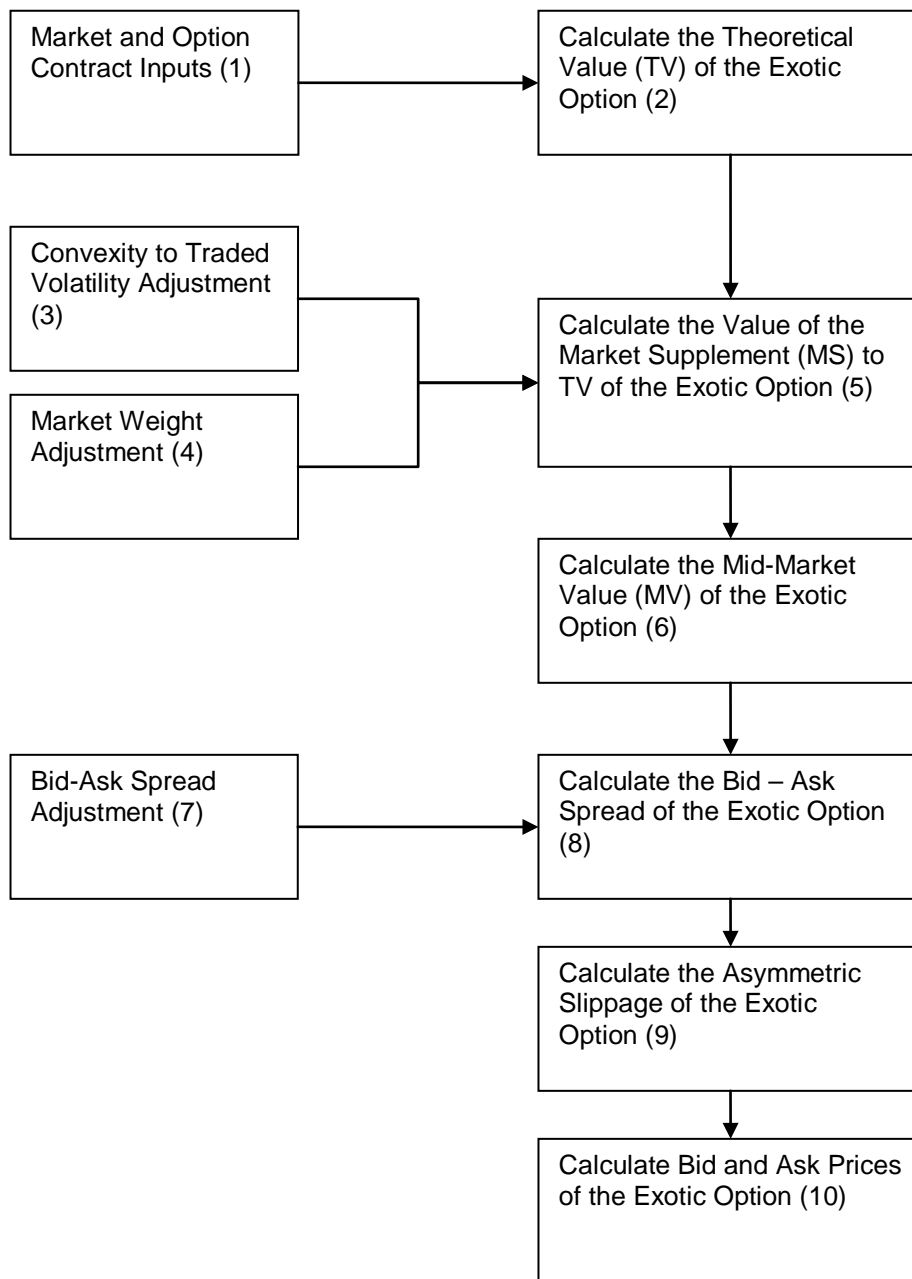 Market and Option
Contract Inputs (1)
Calculate the Theoretical
Value (TV) of the Exotic
Option (2)
Convexity to Traded
Volatility Adjustment
(3)
Calculate the Value of the
Market Supplement (MS) to
TV of the Exotic Option (5)
Market Weight
Adjustment (4)
Calculate the Mid-Market
Value (MV) of the Exotic
Option (6)
Bid-Ask Spread
Adjustment (7)
Calculate the Bid – Ask
Spread of the Exotic Option
(8)
Calculate the Asymmetric
Slippage of the Exotic
Option (9)
Calculate Bid and Ask Prices
of the Exotic Option (10)